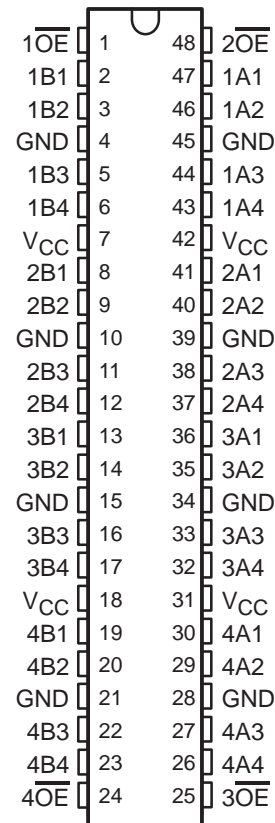 1O̅E̅ 1 48 2O̅E̅
1B1 2 47 1A1
1B2 3 46 1A2
GND 4 45 GND
1B3 5 44 1A3
1B4 6 43 1A4
VCC 7 42 VCC
2B1 8 41 2A1
2B2 9 40 2A2
GND 10 39 GND
2B3 11 38 2A3
2B4 12 37 2A4
3B1 13 36 3A1
3B2 14 35 3A2
GND 15 34 GND
3B3 16 33 3A3
3B4 17 32 3A4
VCC 18 31 VCC
4B1 19 30 4A1
4B2 20 29 4A2
GND 21 28 GND
4B3 22 27 4A3
4B4 23 26 4A4
4O̅E̅ 24 25 3O̅E̅